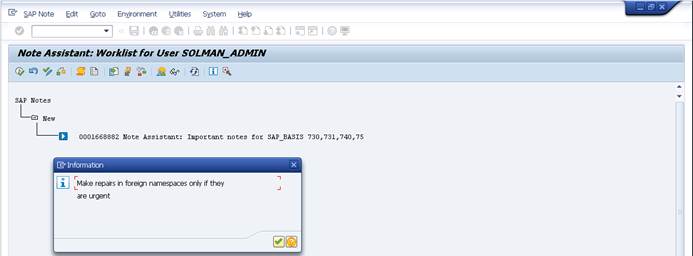 SAP Note Edit Goto Environment Utilities System Help
Note Assistant: Worklist for User SOLMAN_ADMIN
SAP Notes
New
0001668882 Note Assistant: Important notes for SAP_BASIS 730,731,740,75
Information
Make repairs in foreign namespaces only if they
are urgent